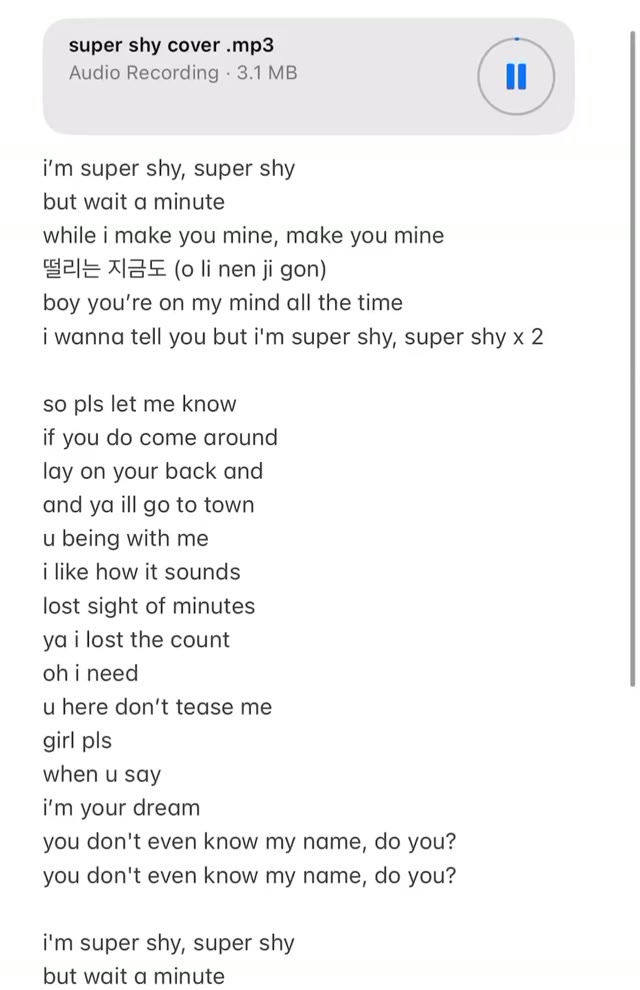 super shy cover .mp3
Audio Recording · 3.1 MB
i’m super shy, super shy
but wait a minute
while i make you mine, make you mine
떨리는 지금도 (o li nen ji gon)
boy you’re on my mind all the time
i wanna tell you but i'm super shy, super shy x 2
so pls let me know
if you do come around
lay on your back and
and ya ill go to town
u being with me
i like how it sounds
lost sight of minutes
ya i lost the count
oh i need
u here don’t tease me
girl pls
when u say
i’m your dream
you don't even know my name, do you?
you don't even know my name, do you?
i'm super shy, super shy
but wait a minute